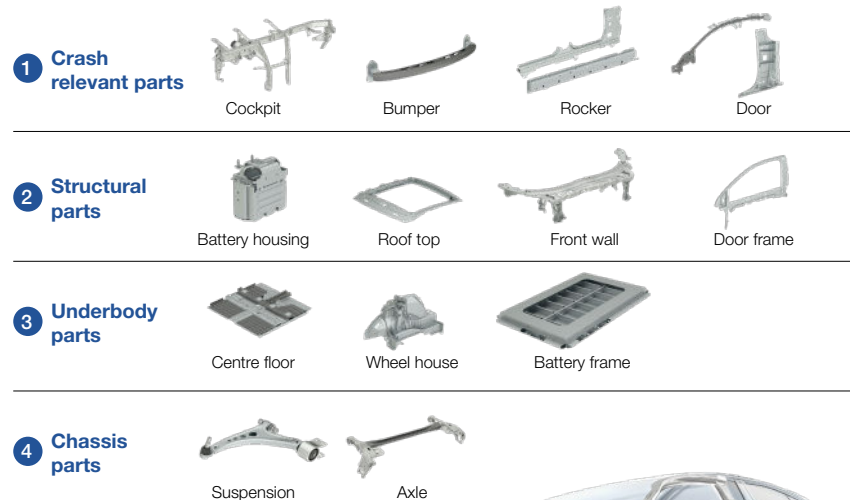 1 Crash
relevant parts
Cockpit Bumper Rocker Door
2 Structural
parts
Battery housing Roof top Front wall Door frame
3 Underbody
parts
Centre floor Wheel house Battery frame
4 Chassis
parts
Suspension Axle